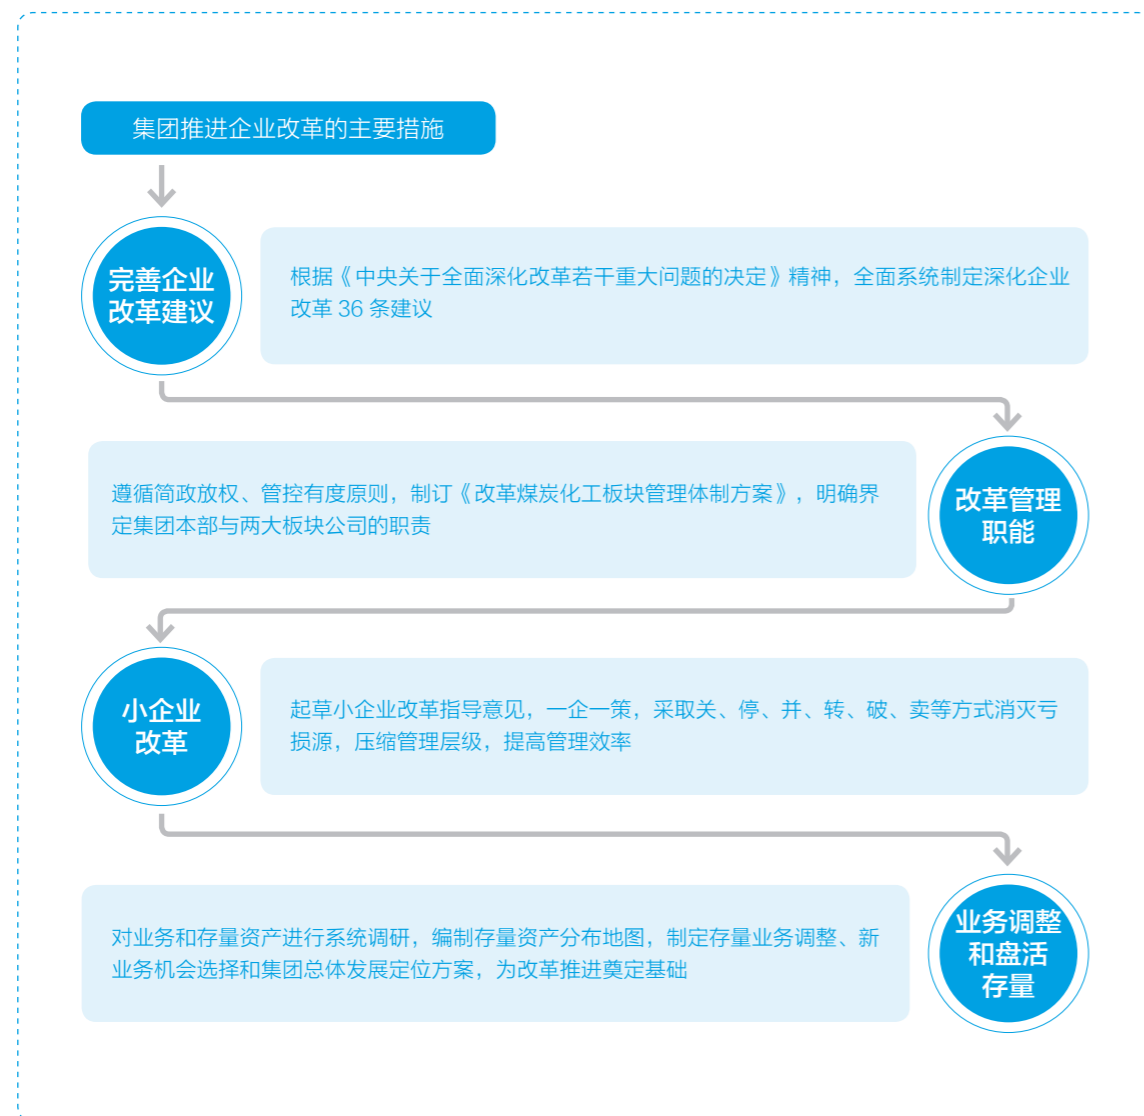 集团推进企业改革的主要措施
完善企业
改革建议
根据《中央关于全面深化改革若干重大问题的决定》精神，全面系统制定深化企业
改革 36 条建议
遵循简政放权、管控有度原则，制订《改革煤炭化工板块管理体制方案》，明确界
定集团本部与两大板块公司的职责
改革管理
职能
小企业
改革
起草小企业改革指导意见，一企一策，采取关、停、并、转、破、卖等方式消灭亏
损源，压缩管理层级，提高管理效率
对业务和存量资产进行系统调研，编制存量资产分布地图，制定存量业务调整、新
业务机会选择和集团总体发展定位方案，为改革推进奠定基础
业务调整
和盘活
存量